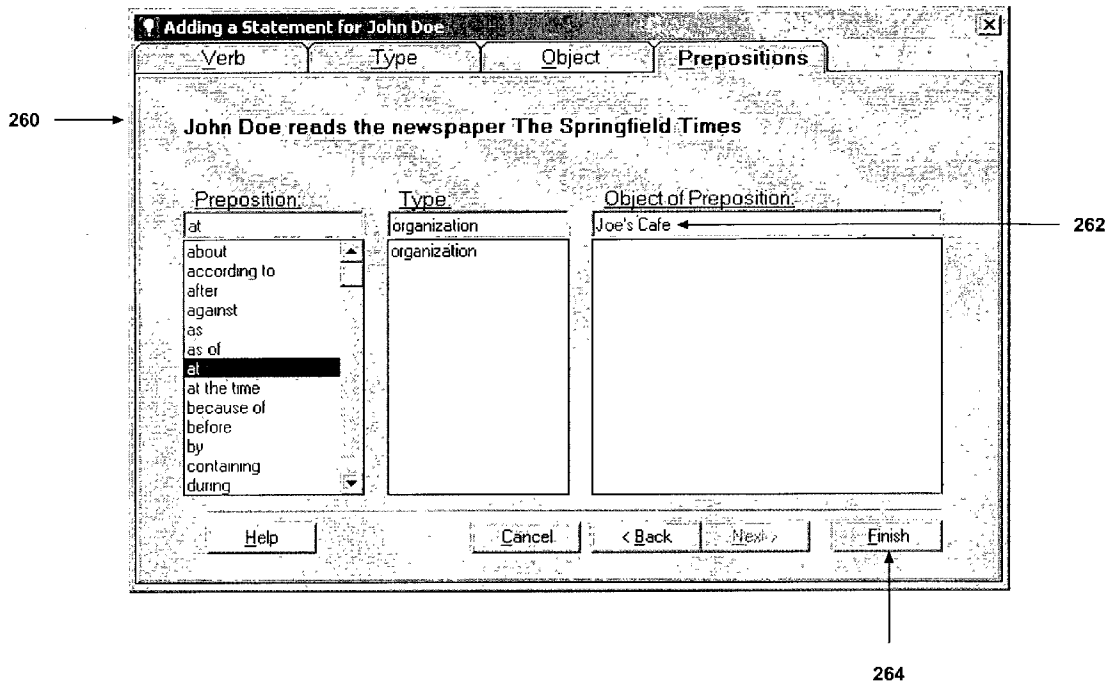 Adding a Statement for John Doe
Verb Type Object Prepositions
260
John Doe reads the newspaper The Springfield Times
Preposition: Type: Object of Preposition:
at organization Joe's Cafe
262
about organization
according to
after
against
as
as of
at
at the time
because of
before
by
containing
during
Help Cancel < Back Next > Finish
264